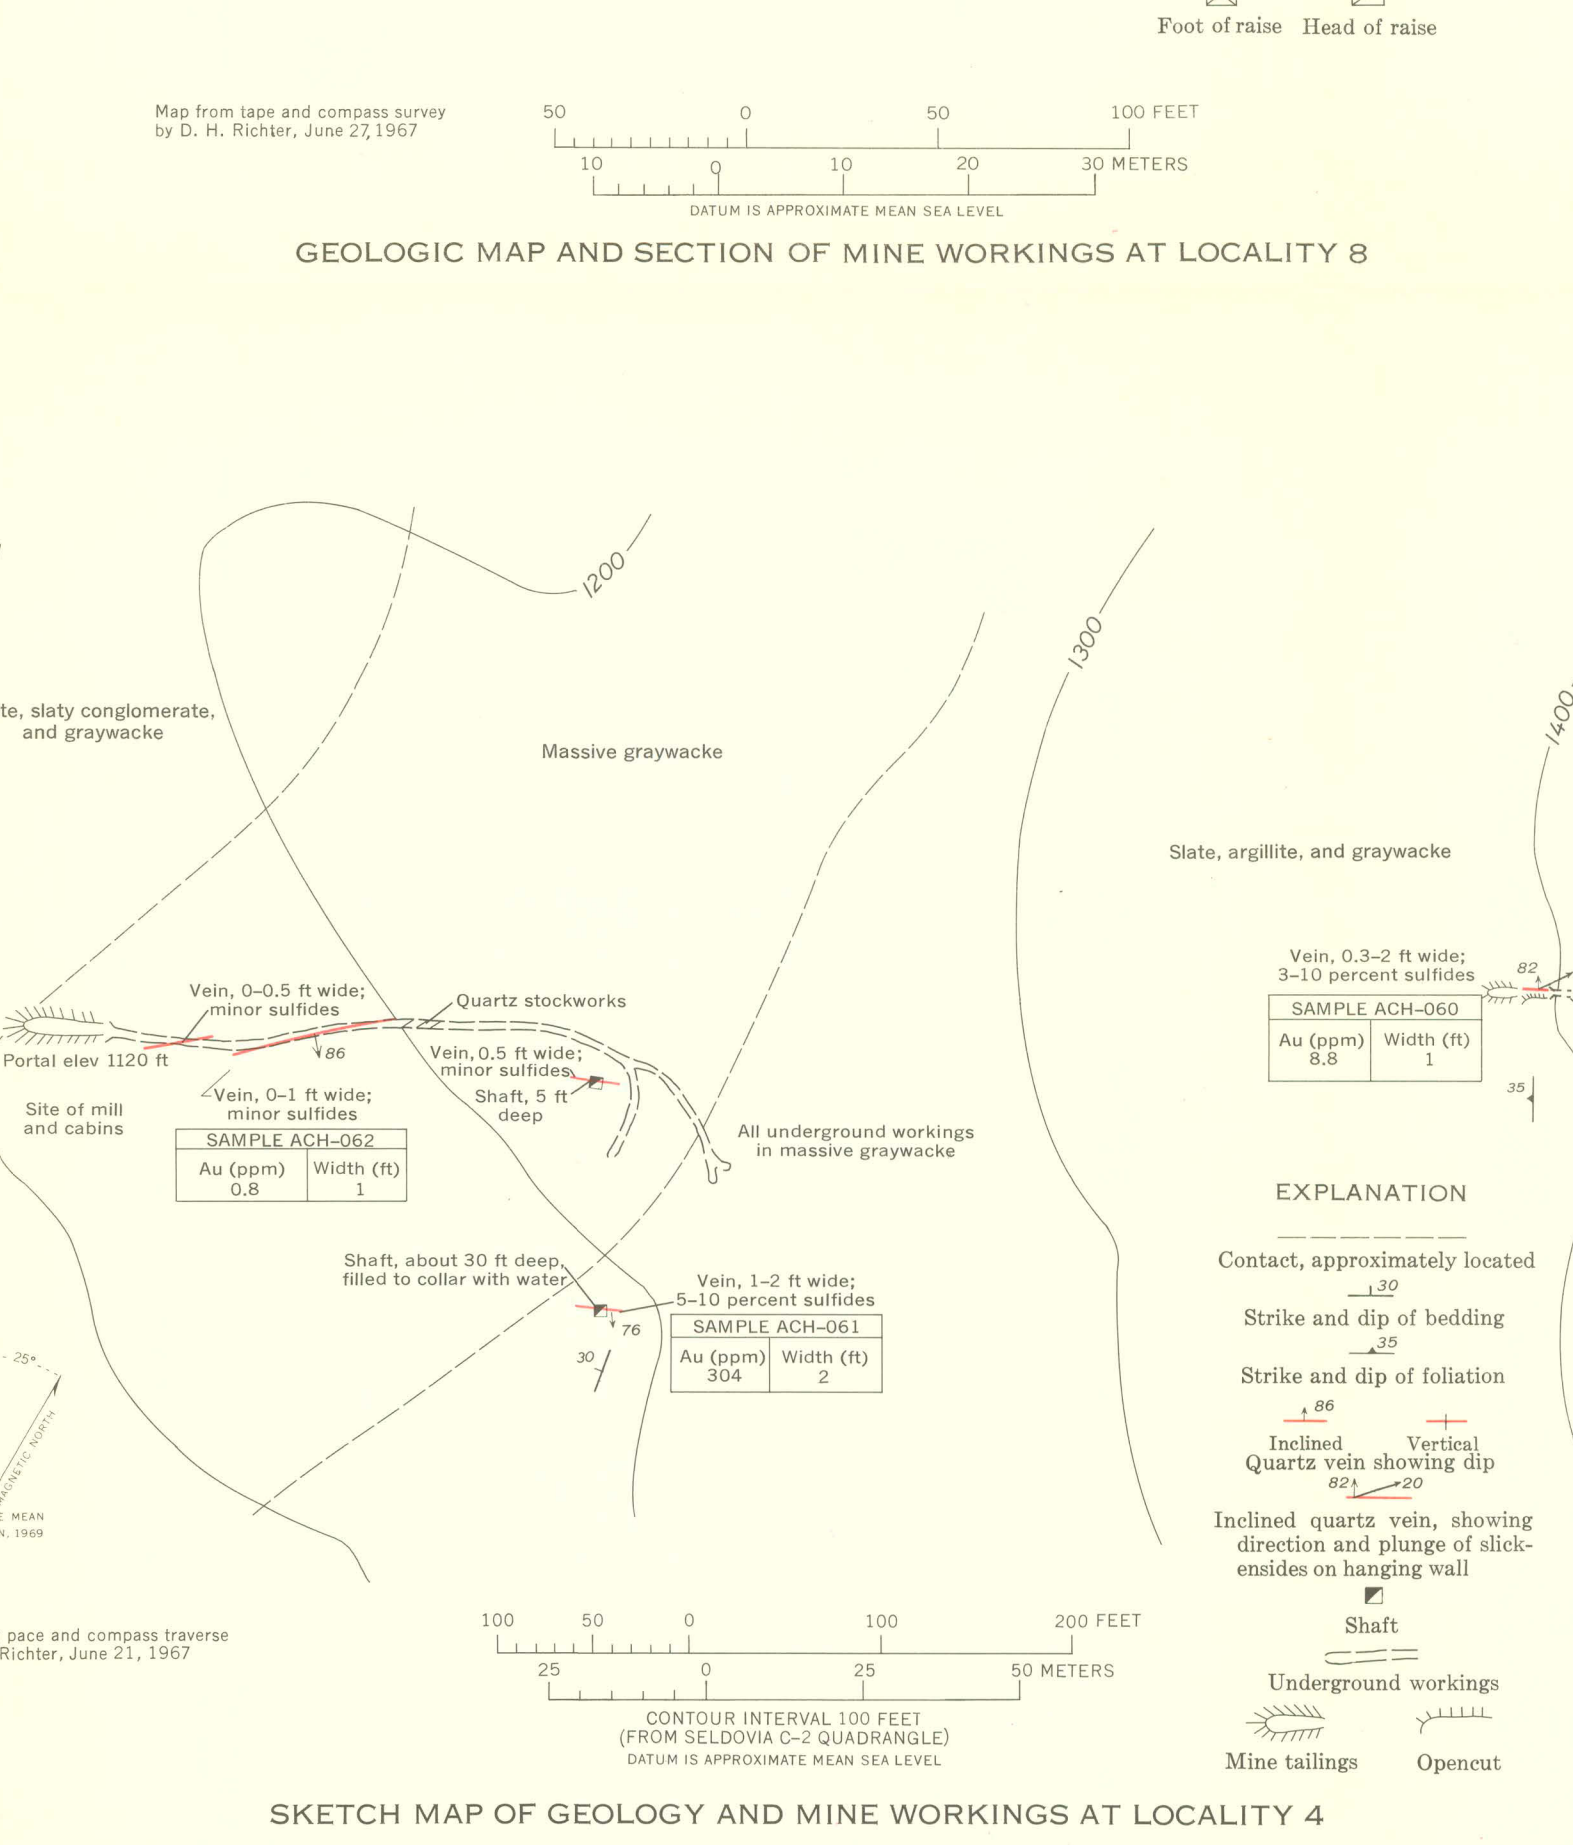 Foot of raise Head of raise
Map from tape and compass survey
by D. H. Richter, June 27, 1967
50 0 50 100 FEET
10 0 10 20 30 METERS
DATUM IS APPROXIMATE MEAN SEA LEVEL
GEOLOGIC MAP AND SECTION OF MINE WORKINGS AT LOCALITY 8
1200
1300
1400
te, slaty conglomerate,
and graywacke
Massive graywacke
Slate, argillite, and graywacke
Vein, 0.3–2 ft wide;
3–10 percent sulfides
82
SAMPLE ACH–060
Au (ppm) Width (ft)
8.8 1
35
Vein, 0–0.5 ft wide;
minor sulfides
Quartz stockworks
Portal elev 1120 ft
86
Vein, 0.5 ft wide;
minor sulfides
Shaft, 5 ft
deep
Vein, 0–1 ft wide;
minor sulfides
Site of mill
and cabins
SAMPLE ACH–062
Au (ppm) Width (ft)
0.8 1
All underground workings
in massive graywacke
Shaft, about 30 ft deep,
filled to collar with water
Vein, 1–2 ft wide;
5–10 percent sulfides
76
30
SAMPLE ACH–061
Au (ppm) Width (ft)
304 2
25°
MAGNETIC NORTH
E MEAN
N, 1969
EXPLANATION
Contact, approximately located
30
Strike and dip of bedding
35
Strike and dip of foliation
86
Inclined Vertical
Quartz vein showing dip
82 20
Inclined quartz vein, showing
direction and plunge of slick-
ensides on hanging wall
Shaft
Underground workings
Mine tailings Opencut
pace and compass traverse
Richter, June 21, 1967
100 50 0 100 200 FEET
25 0 25 50 METERS
CONTOUR INTERVAL 100 FEET
(FROM SELDOVIA C–2 QUADRANGLE)
DATUM IS APPROXIMATE MEAN SEA LEVEL
SKETCH MAP OF GEOLOGY AND MINE WORKINGS AT LOCALITY 4